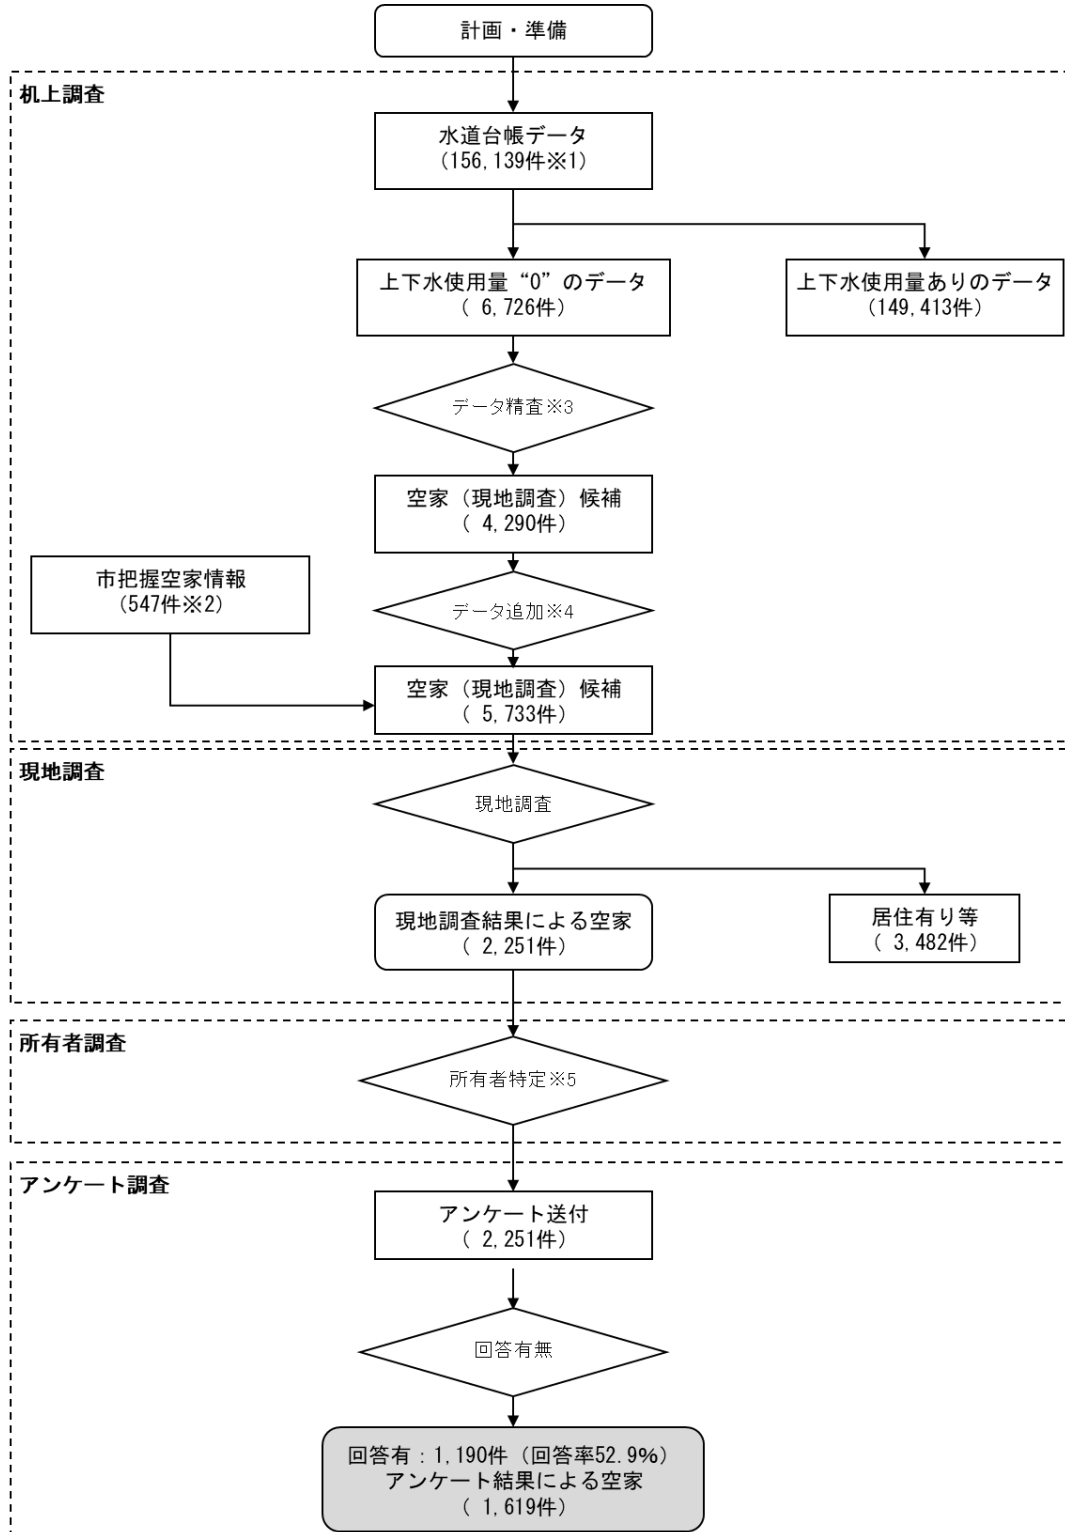 計画・準備
机上調査
水道台帳データ
(156,139件※1)
上下水使用量“0”のデータ
( 6,726件)
上下水使用量ありのデータ
(149,413件)
データ精査※3
空家（現地調査）候補
( 4,290件)
市把握空家情報
(547件※2)
データ追加※4
空家（現地調査）候補
( 5,733件)
現地調査
現地調査
現地調査結果による空家
( 2,251件)
居住有り等
( 3,482件)
所有者調査
所有者特定※5
アンケート調査
アンケート送付
( 2,251件)
回答有無
回答有：1,190件（回答率52.9%）
アンケート結果による空家
( 1,619件)